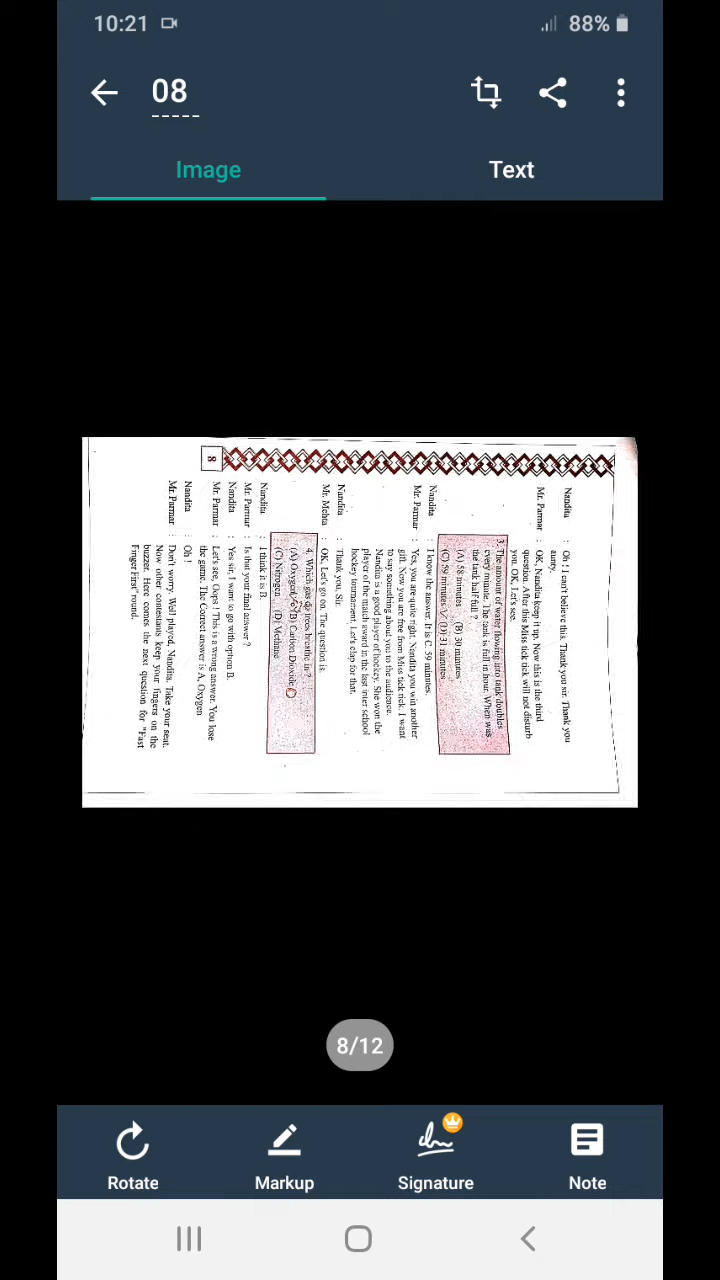 10:21
88%
08
Image
Text
Nandita : Oh ! I can't believe this. Thank you sir. Thank you
aunty.
Mr. Parmar : OK, Nandita keep it up. Now this is the third
question. After this Miss tick tick will not disturb
you. OK. Let's see.
3. The amount of water flowing into tank doubles
every minute. The tank is full in hour. When was
the tank half full ?
(A) 58 minutes (B) 30 minutes
(C) 59 minutes ✓ (D) 31 minutes
Nandita : I know the answer. It is C. 59 minutes.
Mr. Parmar : Yes, you are quite right. Nandita you win another
gift. Now you are free from Miss tick tick. I want
to say something about you to the audience.
Nandita is a good player of hockey. She won the
player of the match award in the last inter school
hockey tournament. Let's clap for that.
Nandita : Thank you, Sir.
Mr. Mehta : OK, Let's go on. The question is.
4. Which gas do trees breathe in ?
(A) Oxygen (B) Carbon Dioxide
(C) Nitrogen (D) Methane
Nandita : I think it is B.
Mr. Parmar : Is that your final answer ?
Nandita : Yes sir, I want to go with option B.
Mr. Parmar : Let's see, Oops ! This is a wrong answer. You lose
the game. The Correct answer is A, Oxygen
Nandita : Oh !
Mr. Parmar : Don't worry. Well played, Nandita, Take your seat.
Now other contestants keep your fingers on the
buzzer. Here comes the next question for "Fast
Finger First" round.
8
8/12
Rotate
Markup
Signature
Note